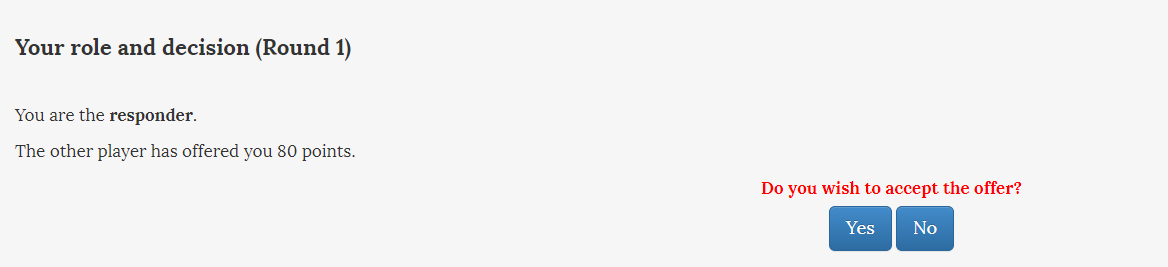 Your role and decision (Round 1)
You are the responder.
The other player has offered you 80 points.
Do you wish to accept the offer?
Yes No